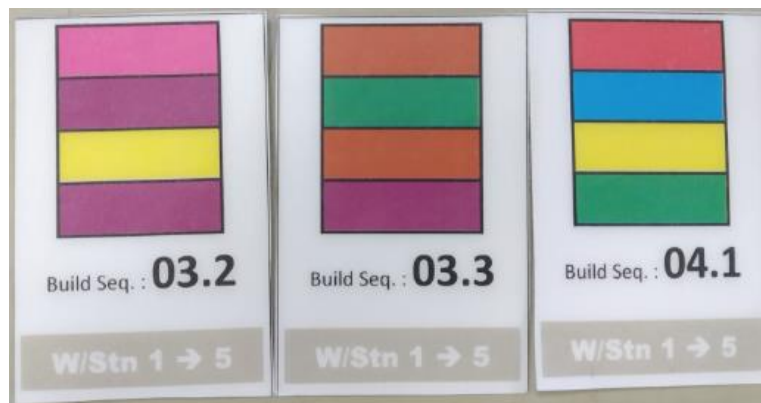 Build Seq. : 03.2
W/Stn 1 → 5
Build Seq. : 03.3
W/Stn 1 → 5
Build Seq. : 04.1
W/Stn 1 → 5